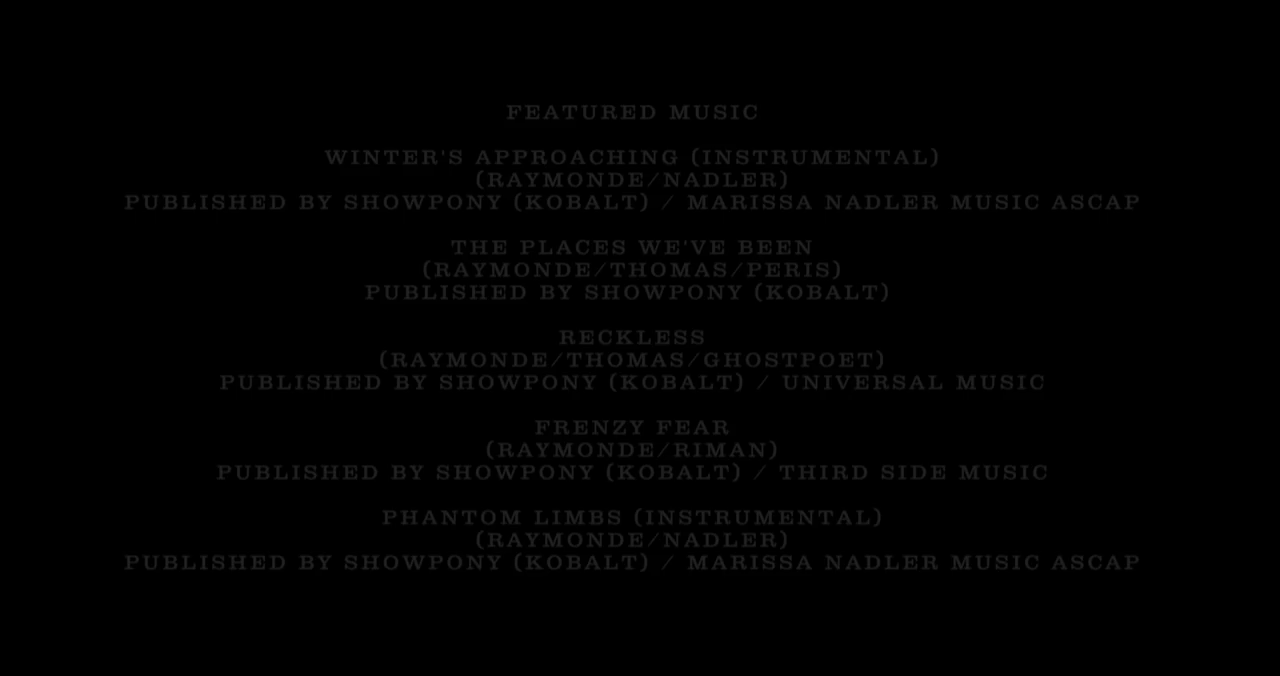 FEATURED MUSIC
WINTER'S APPROACHING (INSTRUMENTAL)
(RAYMONDE/NADLER)
PUBLISHED BY SHOWPONY (KOBALT) / MARISSA NADLER MUSIC ASCAP
THE PLACES WE'VE BEEN
(RAYMONDE/THOMAS/PERIS)
PUBLISHED BY SHOWPONY (KOBALT)
RECKLESS
(RAYMONDE/THOMAS/GHOSTPOET)
PUBLISHED BY SHOWPONY (KOBALT) / UNIVERSAL MUSIC
FRENZY FEAR
(RAYMONDE/RIMAN)
PUBLISHED BY SHOWPONY (KOBALT) / THIRD SIDE MUSIC
PHANTOM LIMBS (INSTRUMENTAL)
(RAYMONDE/NADLER)
PUBLISHED BY SHOWPONY (KOBALT) / MARISSA NADLER MUSIC ASCAP